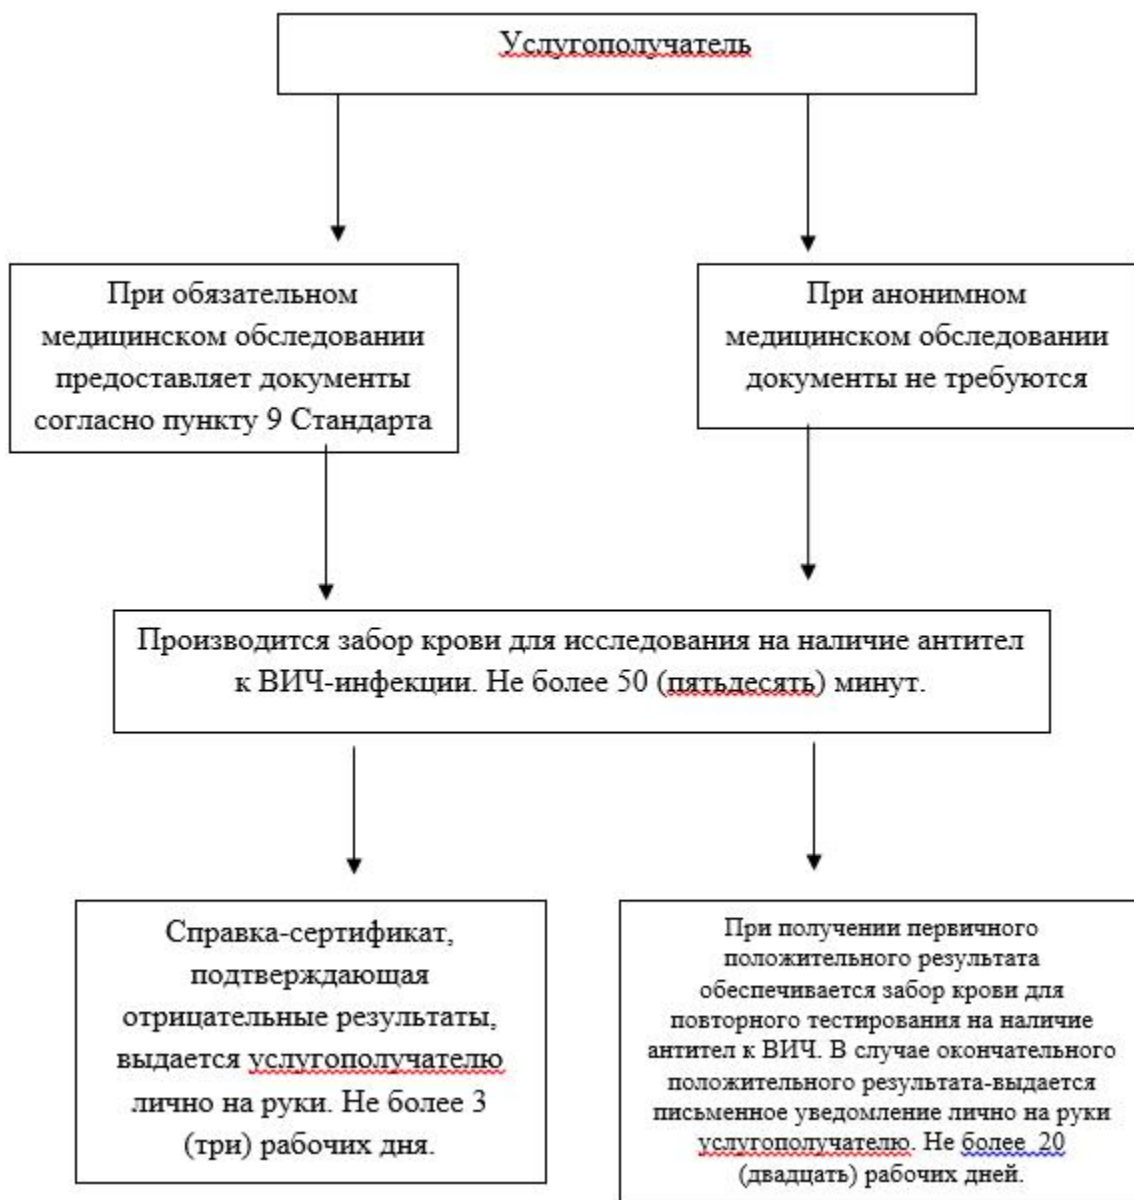 Услугополучатель
При обязательном
медицинском обследовании
предоставляет документы
согласно пункту 9 Стандарта
При анонимном
медицинском обследовании
документы не требуются
Производится забор крови для исследования на наличие антител
к ВИЧ-инфекции. Не более 50 (пятьдесять) минут.
Справка-сертификат,
подтверждающая
отрицательные результаты,
выдается услугополучателю
лично на руки. Не более 3
(три) рабочих дня.
При получении первичного
положительного результата
обеспечивается забор крови для
повторного тестирования на наличие
антител к ВИЧ. В случае окончательного
положительного результата-выдается
письменное уведомление лично на руки
услугополучателю. Не более  20
(двадцать) рабочих дней.